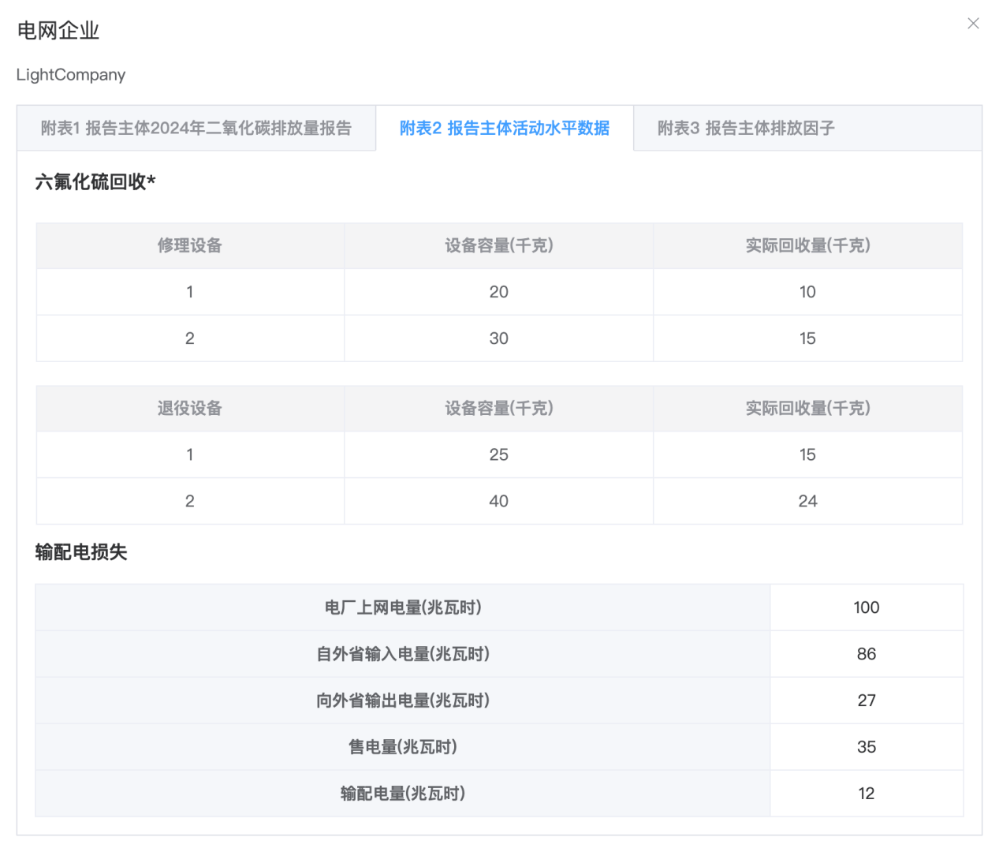 电网企业
LightCompany
附表1 报告主体2024年二氧化碳排放量报告 附表2 报告主体活动水平数据 附表3 报告主体排放因子
六氟化硫回收*
修理设备 设备容量(千克) 实际回收量(千克)
1 20 10
2 30 15
退役设备 设备容量(千克) 实际回收量(千克)
1 25 15
2 40 24
输配电损失
电厂上网电量(兆瓦时) 100
自外省输入电量(兆瓦时) 86
向外省输出电量(兆瓦时) 27
售电量(兆瓦时) 35
输配电量(兆瓦时) 12